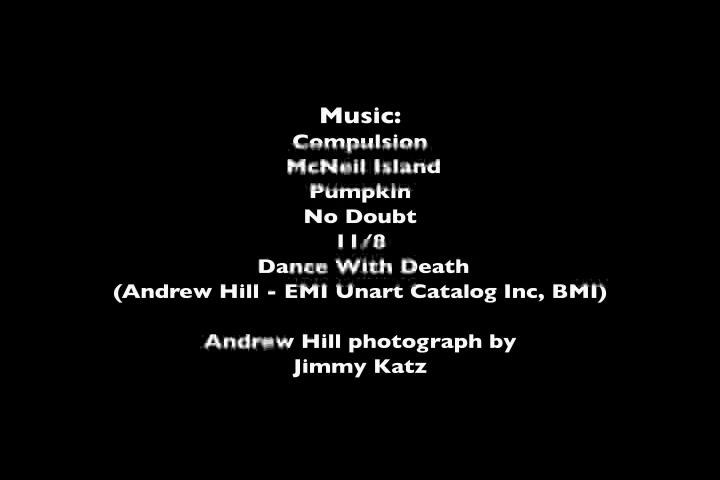 Music:
Compulsion
McNeil Island
Pumpkin
No Doubt
11/8
Dance With Death
(Andrew Hill - EMI Unart Catalog Inc, BMI)
Andrew Hill photograph by
Jimmy Katz